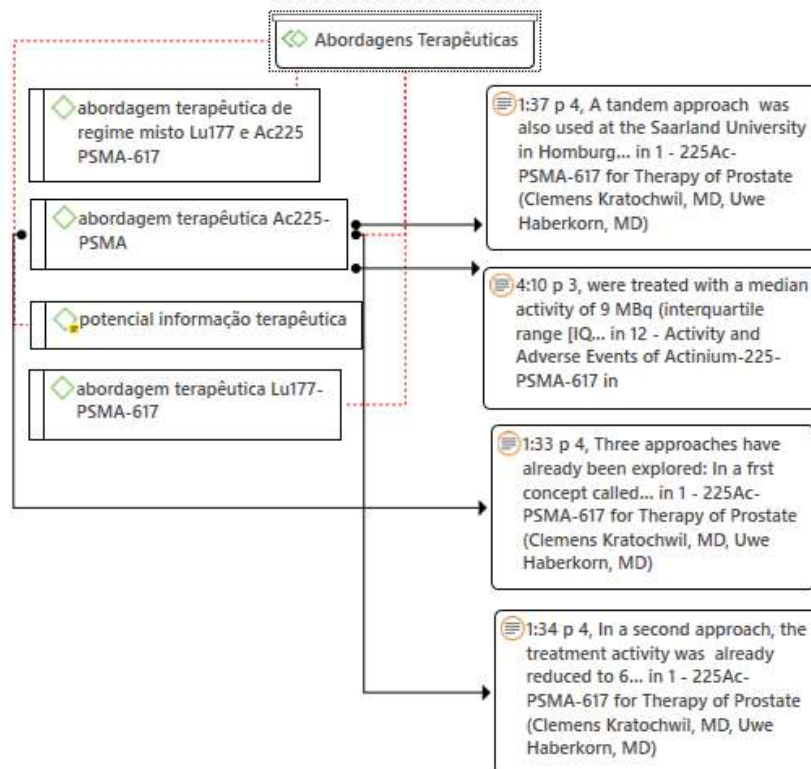 Abordagens Terapêuticas
abordagem terapêutica de
regime misto Lu177 e Ac225
PSMA-617
abordagem terapêutica Ac225-
PSMA
potencial informação terapêutica
abordagem terapêutica Lu177-
PSMA-617
1:37 p 4, A tandem approach was
also used at the Saarland University
in Homburg... in 1 - 225Ac-
PSMA-617 for Therapy of Prostate
(Clemens Kratochwil, MD, Uwe
Haberkorn, MD)
4:10 p 3, were treated with a median
activity of 9 MBq (interquartile
range [IQ... in 12 - Activity and
Adverse Events of Actinium-225-
PSMA-617 in
1:33 p 4, Three approaches have
already been explored: In a frst
concept called... in 1 - 225Ac-
PSMA-617 for Therapy of Prostate
(Clemens Kratochwil, MD, Uwe
Haberkorn, MD)
1:34 p 4, In a second approach, the
treatment activity was already
reduced to 6... in 1 - 225Ac-
PSMA-617 for Therapy of Prostate
(Clemens Kratochwil, MD, Uwe
Haberkorn, MD)